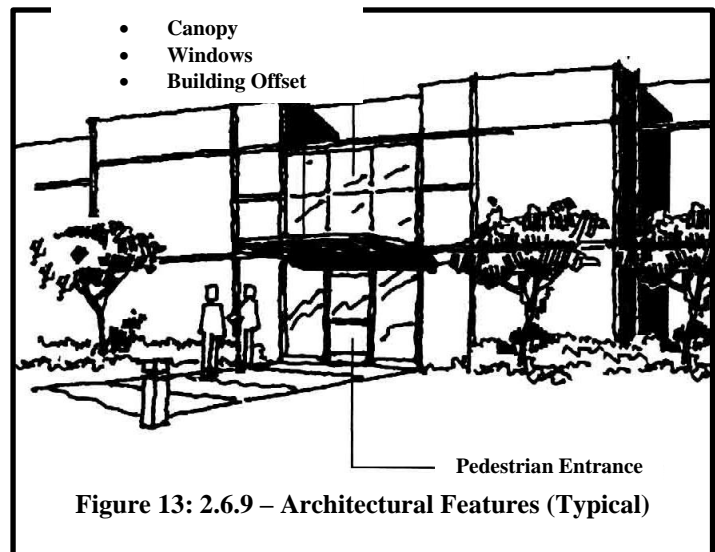 • Canopy
• Windows
• Building Offset
Pedestrian Entrance
Figure 13: 2.6.9 – Architectural Features (Typical)